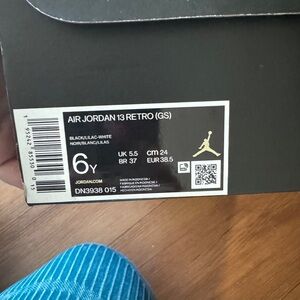 AIR JORDAN 13 RETRO (GS)
BLACK/LILAC-WHITE
NOIR/BLANC/LILAS
6Y
UK 5.5 cm 24
BR 37 EUR 38.5
JORDAN.COM
DN3938 015